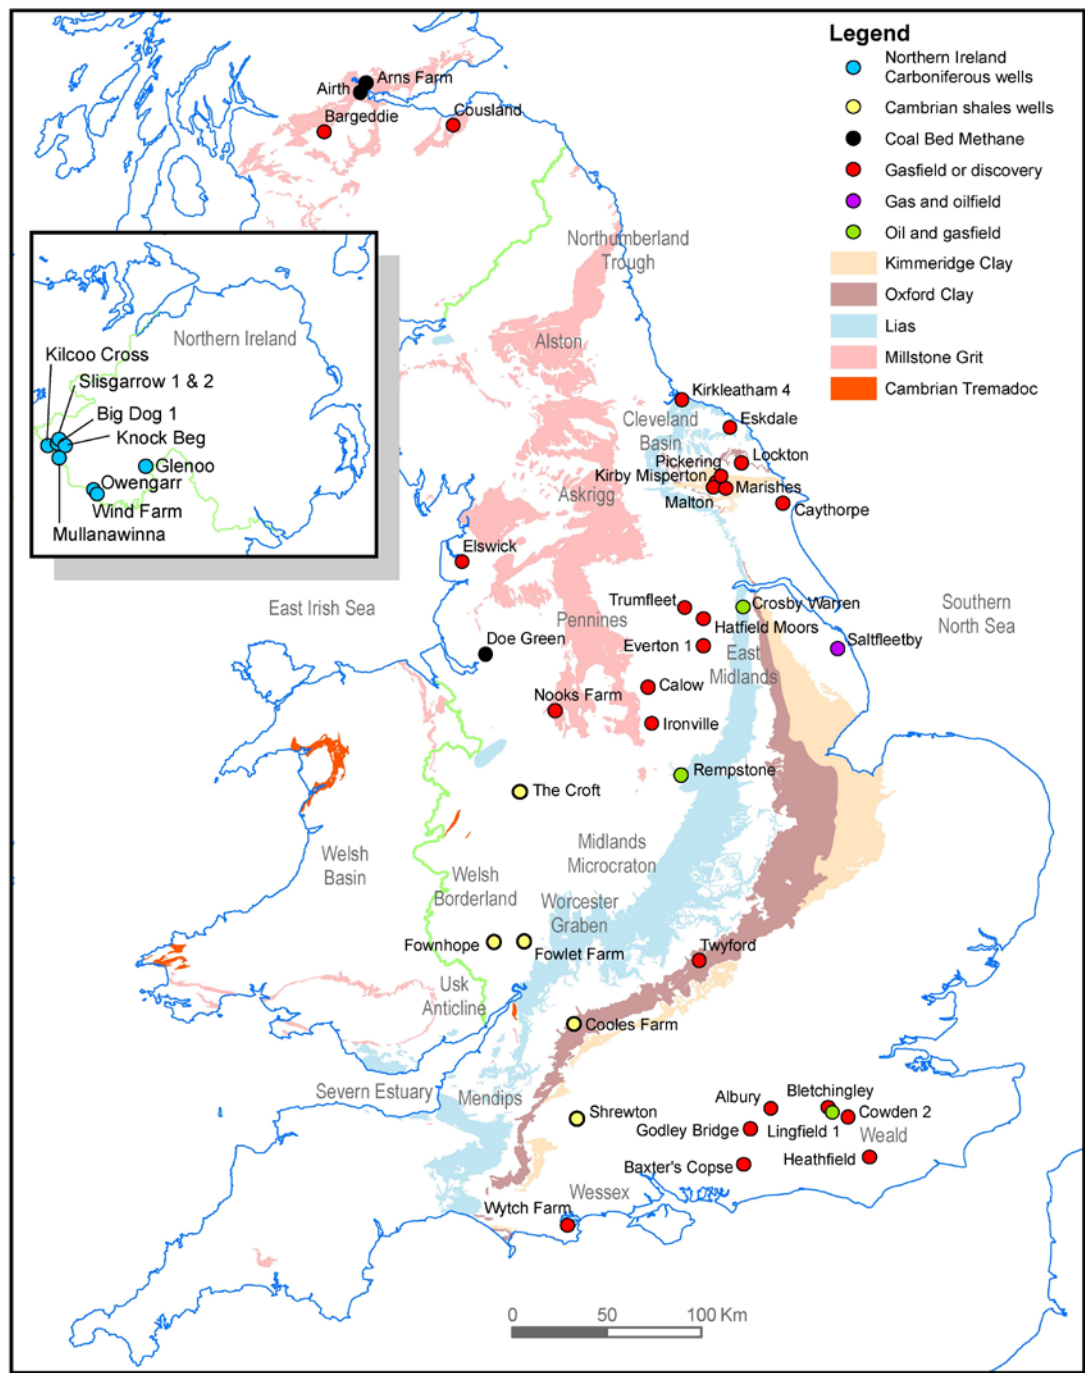 Legend
Northern Ireland
Carboniferous wells
Cambrian shales wells
Coal Bed Methane
Gasfield or discovery
Gas and oilfield
Oil and gasfield
Kimmeridge Clay
Oxford Clay
Lias
Millstone Grit
Cambrian Tremadoc
Arns Farm
Airth
Bargeddie
Cousland
Northumberland
Trough
Alston
Northern Ireland
Kilcoo Cross
Slisgarrow 1 & 2
Big Dog 1
Knock Beg
Glenoo
Owengarr
Wind Farm
Mullanawinna
Kirkleatham 4
Cleveland
Basin
Eskdale
Pickering
Lockton
Kirby Misperton
Marishes
Malton
Askrigg
Caythorpe
Elswick
East Irish Sea
Trumfleet
Crosby Warren
Southern
North Sea
Pennines
Hatfield Moors
Doe Green
Everton 1
East
Midlands
Saltfleetby
Nooks Farm
Calow
Ironville
Rempstone
The Croft
Welsh
Basin
Midlands
Microcraton
Welsh
Borderland
Worcester
Graben
Fownhope
Fowlet Farm
Twyford
Usk
Anticline
Cooles Farm
Severn Estuary
Mendips
Shrewton
Albury
Bletchingley
Cowden 2
Godley Bridge
Lingfield 1
Weald
Baxter's Copse
Heathfield
Wessex
Wytch Farm
0 50 100 Km